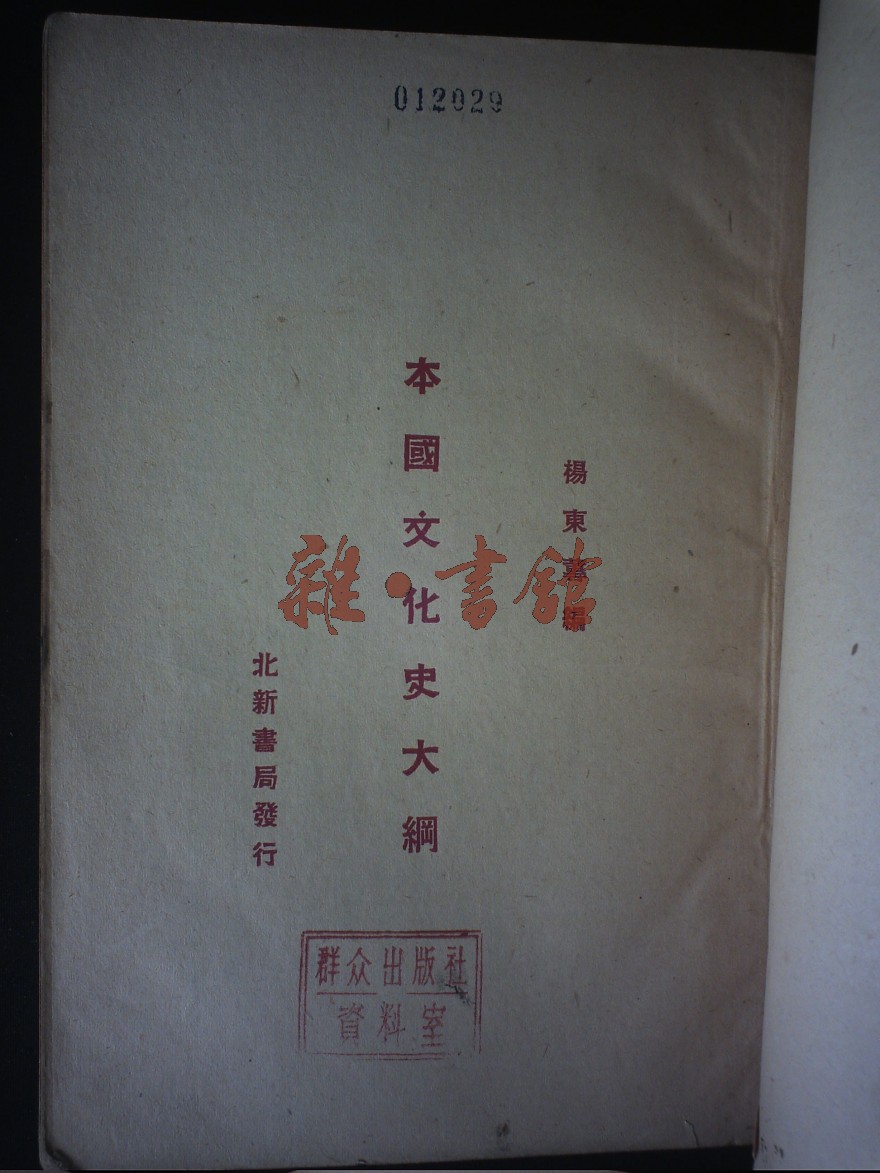 012029
楊東蓴編
本國文化史大綱
北新書局發行
雜·書館
群众出版社
資料室